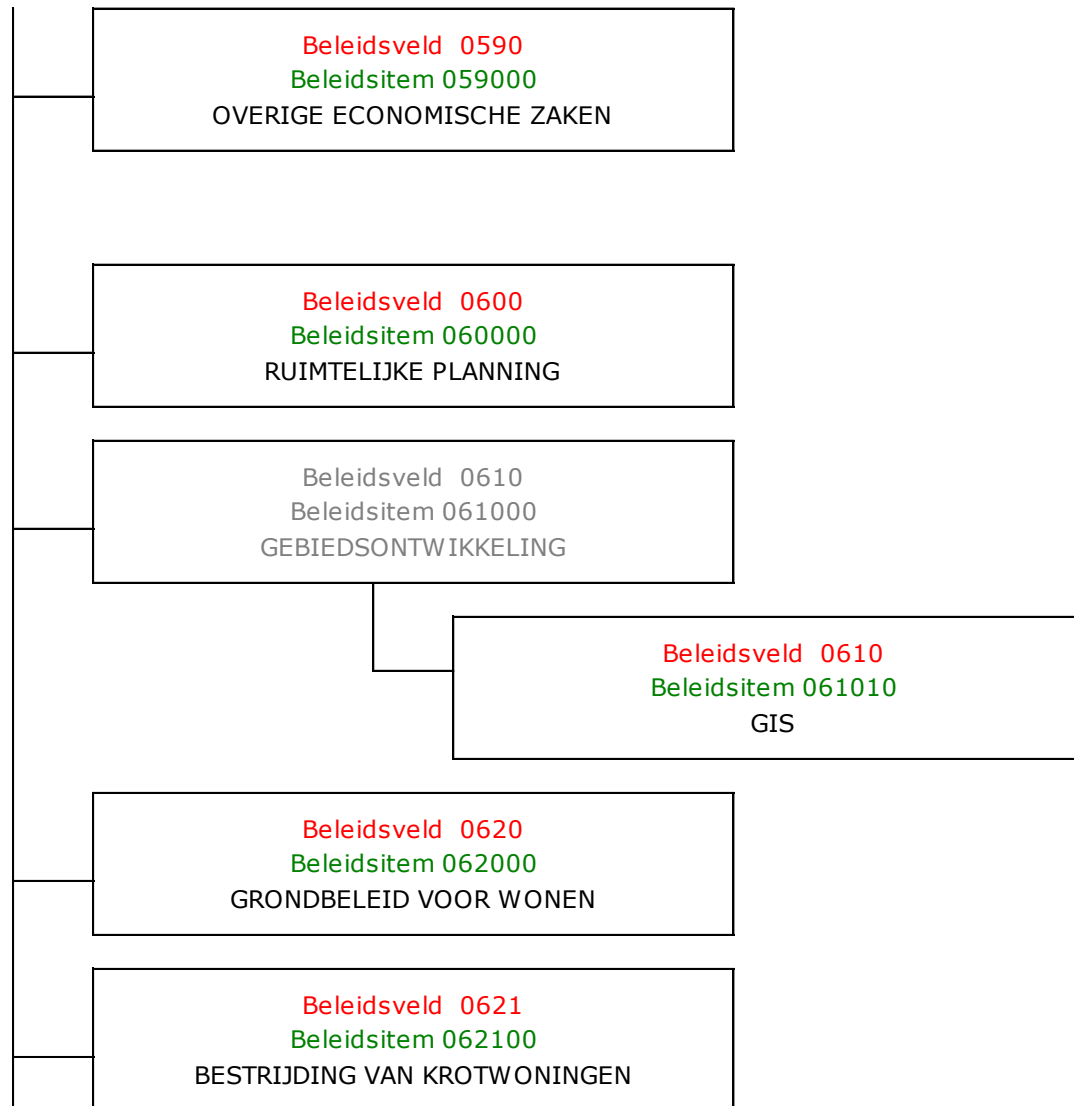 Beleidsveld 0590
Beleidsitem 059000
OVERIGE ECONOMISCHE ZAKEN
Beleidsveld 0600
Beleidsitem 060000
RUIMTELIJKE PLANNING
Beleidsveld 0610
Beleidsitem 061000
GEBIEDSONTWIKKELING
Beleidsveld 0610
Beleidsitem 061010
GIS
Beleidsveld 0620
Beleidsitem 062000
GRONDBELEID VOOR WONEN
Beleidsveld 0621
Beleidsitem 062100
BESTRIJDING VAN KROTWONINGEN